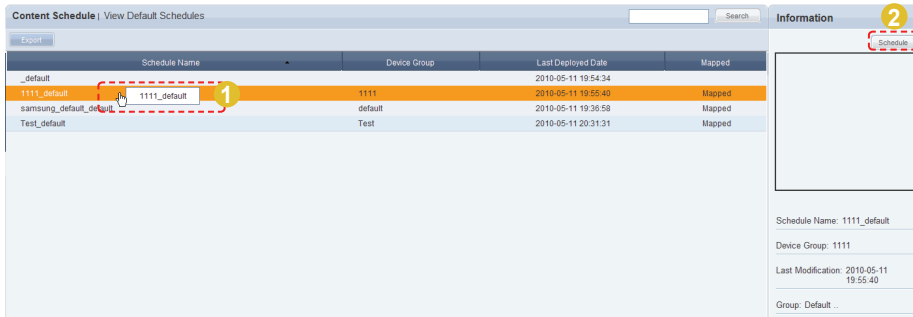 Content Schedule | View Default Schedules Search
Export
Schedule Name Device Group Last Deployed Date Mapped
_default 2010-05-11 19:54:34
1111_default 1111_default 1 1111 2010-05-11 19:55:40 Mapped
samsung_default_default default 2010-05-11 19:36:58 Mapped
Test_default Test 2010-05-11 20:31:31 Mapped
Information 2
Schedule
Schedule Name: 1111_default
Device Group: 1111
Last Modification: 2010-05-11
19:55:40
Group: Default ..